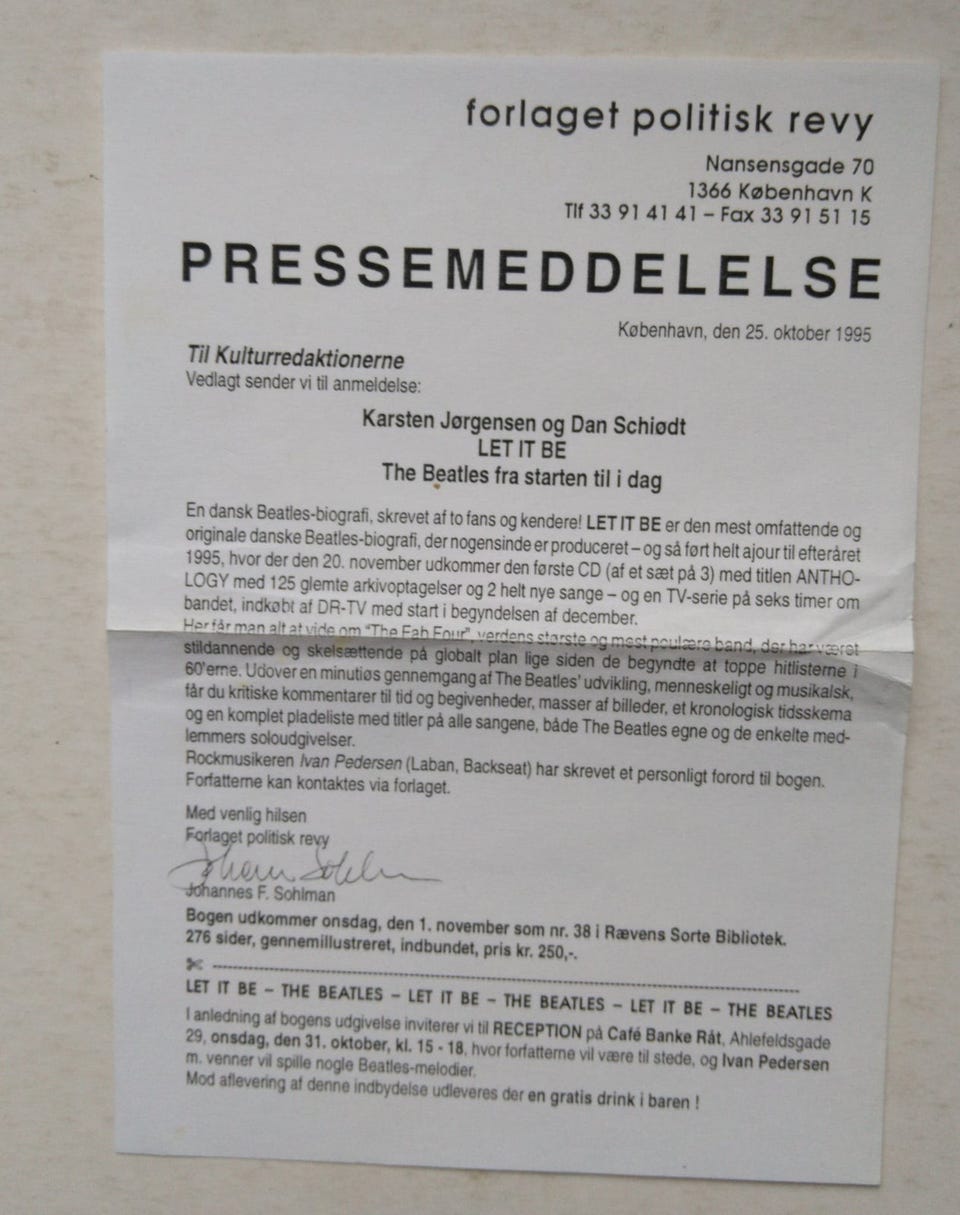 forlaget politisk revy
Nansensgade 70
1366 København K
Tlf 33 91 41 41 – Fax 33 91 51 15
PRESSEMEDDELELSE
København, den 25. oktober 1995
Til Kulturredaktionerne
Vedlagt sender vi til anmeldelse:
Karsten Jørgensen og Dan Schiødt
LET IT BE
The Beatles fra starten til i dag
En dansk Beatles-biografi, skrevet af to fans og kendere! LET IT BE er den mest omfattende og
originale danske Beatles-biografi, der nogensinde er produceret – og så ført helt ajour til efteråret
1995, hvor der den 20. november udkommer den første CD (af et sæt på 3) med titlen ANTHO-
LOGY med 125 glemte arkivoptagelser og 2 helt nye sange – og en TV-serie på seks timer om
bandet, indkøbt af DR-TV med start i begyndelsen af december.
Her får man alt at vide om "The Fab Four", verdens største og mest poulære band, der har været
stildannende og skelsættende på globalt plan lige siden de begyndte at toppe hitlisterne i
60'erne. Udover en minutiøs gennemgang af The Beatles' udvikling, menneskeligt og musikalsk,
får du kritiske kommentarer til tid og begivenheder, masser af billeder, et kronologisk tidsskema
og en komplet pladeliste med titler på alle sangene, både The Beatles egne og de enkelte med-
lemmers soloudgivelser.
Rockmusikeren Ivan Pedersen (Laban, Backseat) har skrevet et personligt forord til bogen.
Forfatterne kan kontaktes via forlaget.
Med venlig hilsen
Forlaget politisk revy
Johannes F. Sohlman
Bogen udkommer onsdag, den 1. november som nr. 38 i Rævens Sorte Bibliotek.
276 sider, gennemillustreret, indbundet, pris kr. 250,-.
LET IT BE – THE BEATLES – LET IT BE – THE BEATLES – LET IT BE – THE BEATLES
I anledning af bogens udgivelse inviterer vi til RECEPTION på Café Banke Råt, Ahlefeldsgade
29, onsdag, den 31. oktober, kl. 15 - 18, hvor forfatterne vil være til stede, og Ivan Pedersen
m. venner vil spille nogle Beatles-melodier.
Mod aflevering af denne indbydelse udleveres der en gratis drink i baren !